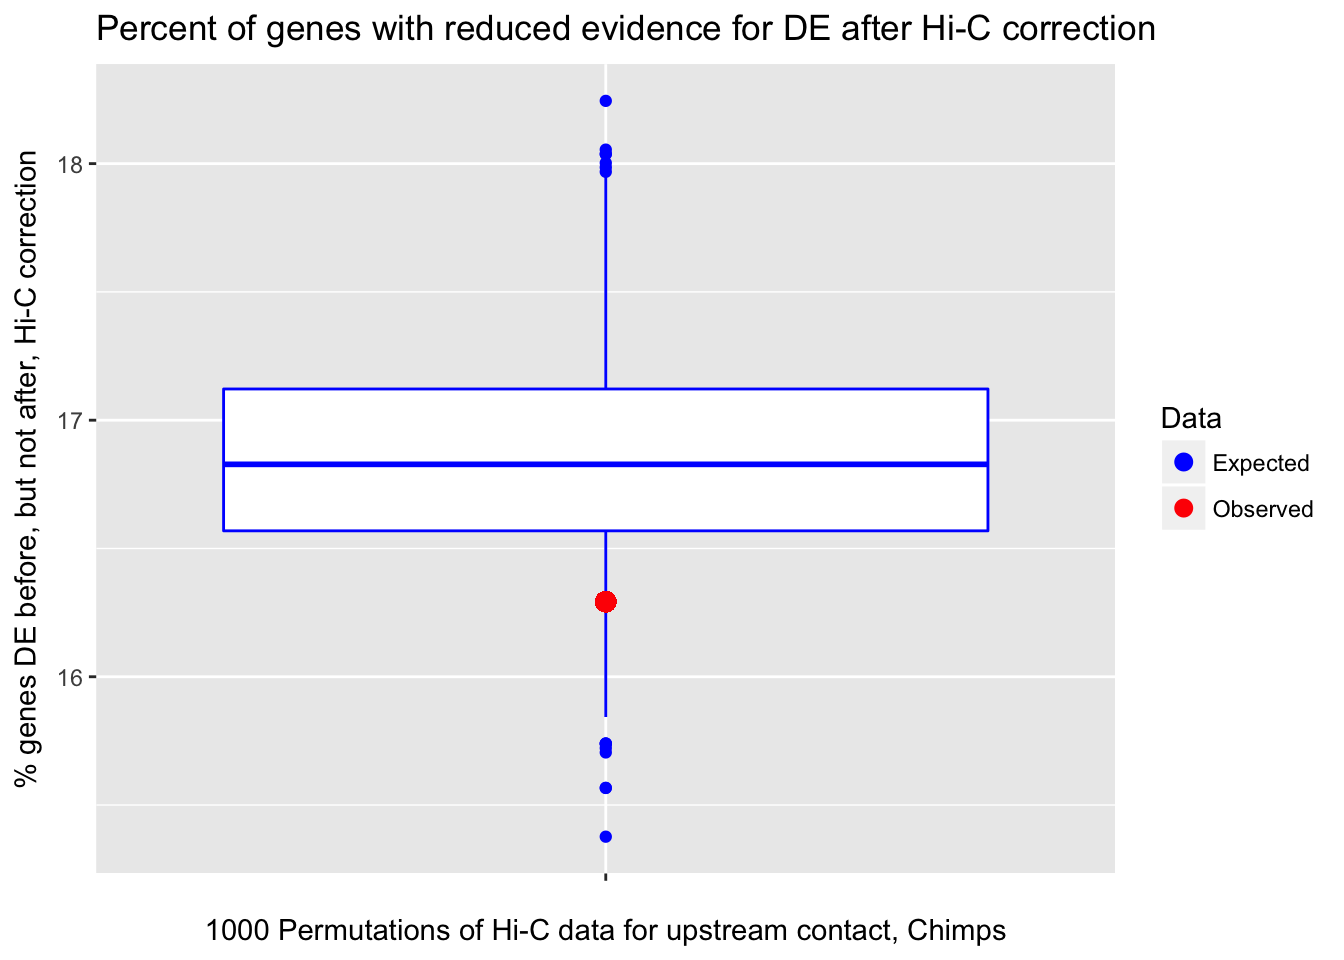 Percent of genes with reduced evidence for DE after Hi-C correction
% genes DE before, but not after, Hi-C correction
18
17
16
1000 Permutations of Hi-C data for upstream contact, Chimps
Data
Expected
Observed